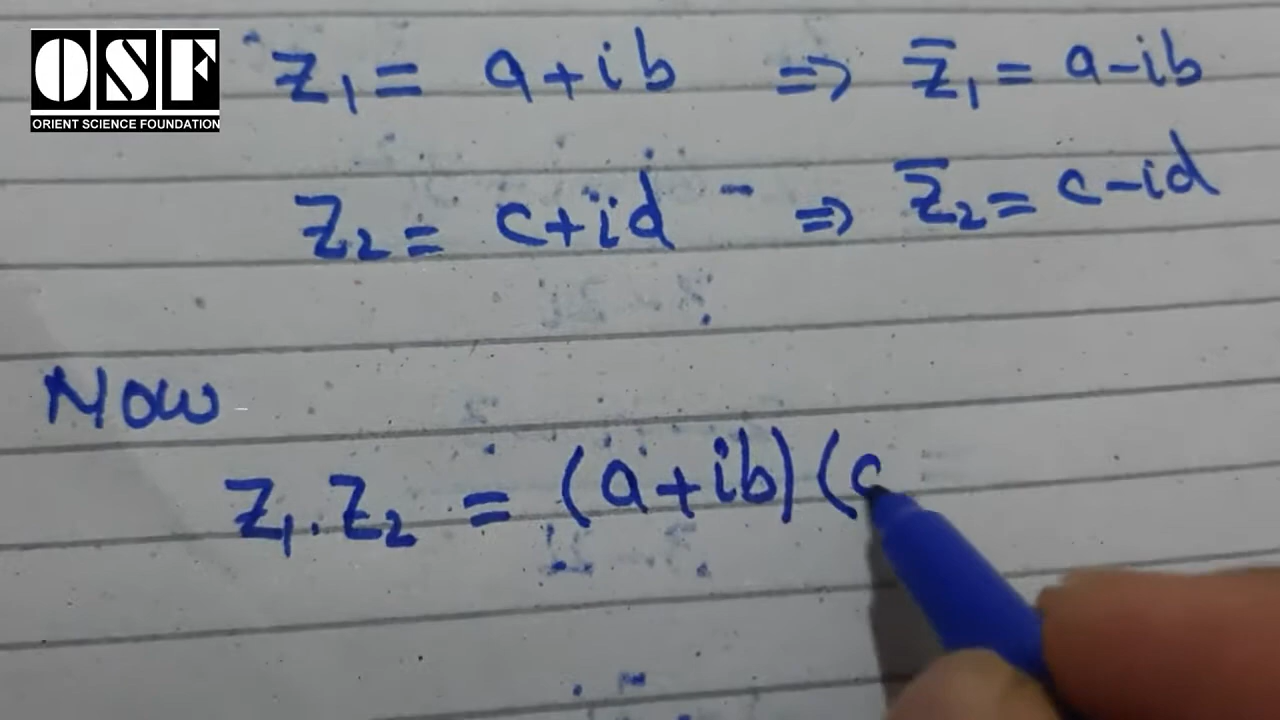 OSF
ORIENT SCIENCE FOUNDATION
z₁ = a+ib ⇒ z̄₁ = a-ib
z₂ = c+id ⇒ z̄₂ = c-id
Now
z₁.z₂ = (a+ib)(c